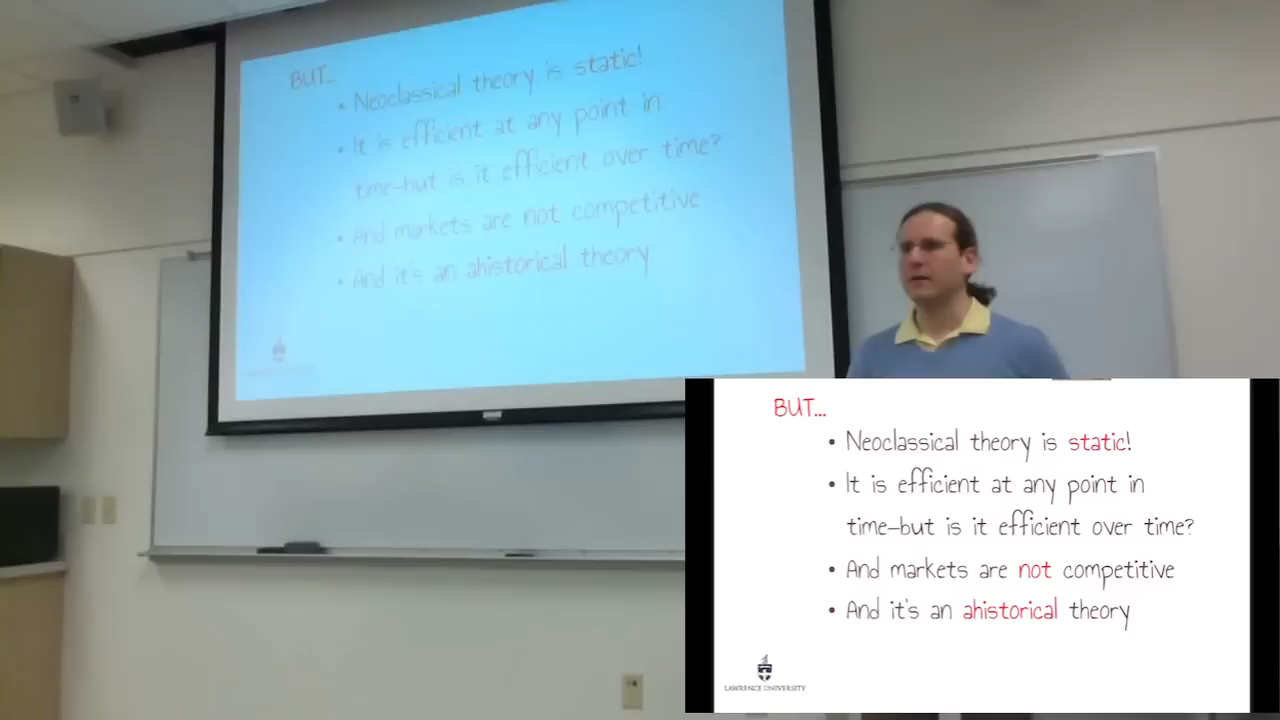 BUT...
• Neoclassical theory is static!
• It is efficient at any point in
time-but is it efficient over time?
• And markets are not competitive
• And it's an ahistorical theory
BUT...
• Neoclassical theory is static!
• It is efficient at any point in
time-but is it efficient over time?
• And markets are not competitive
• And it's an ahistorical theory
LAWRENCE UNIVERSITY